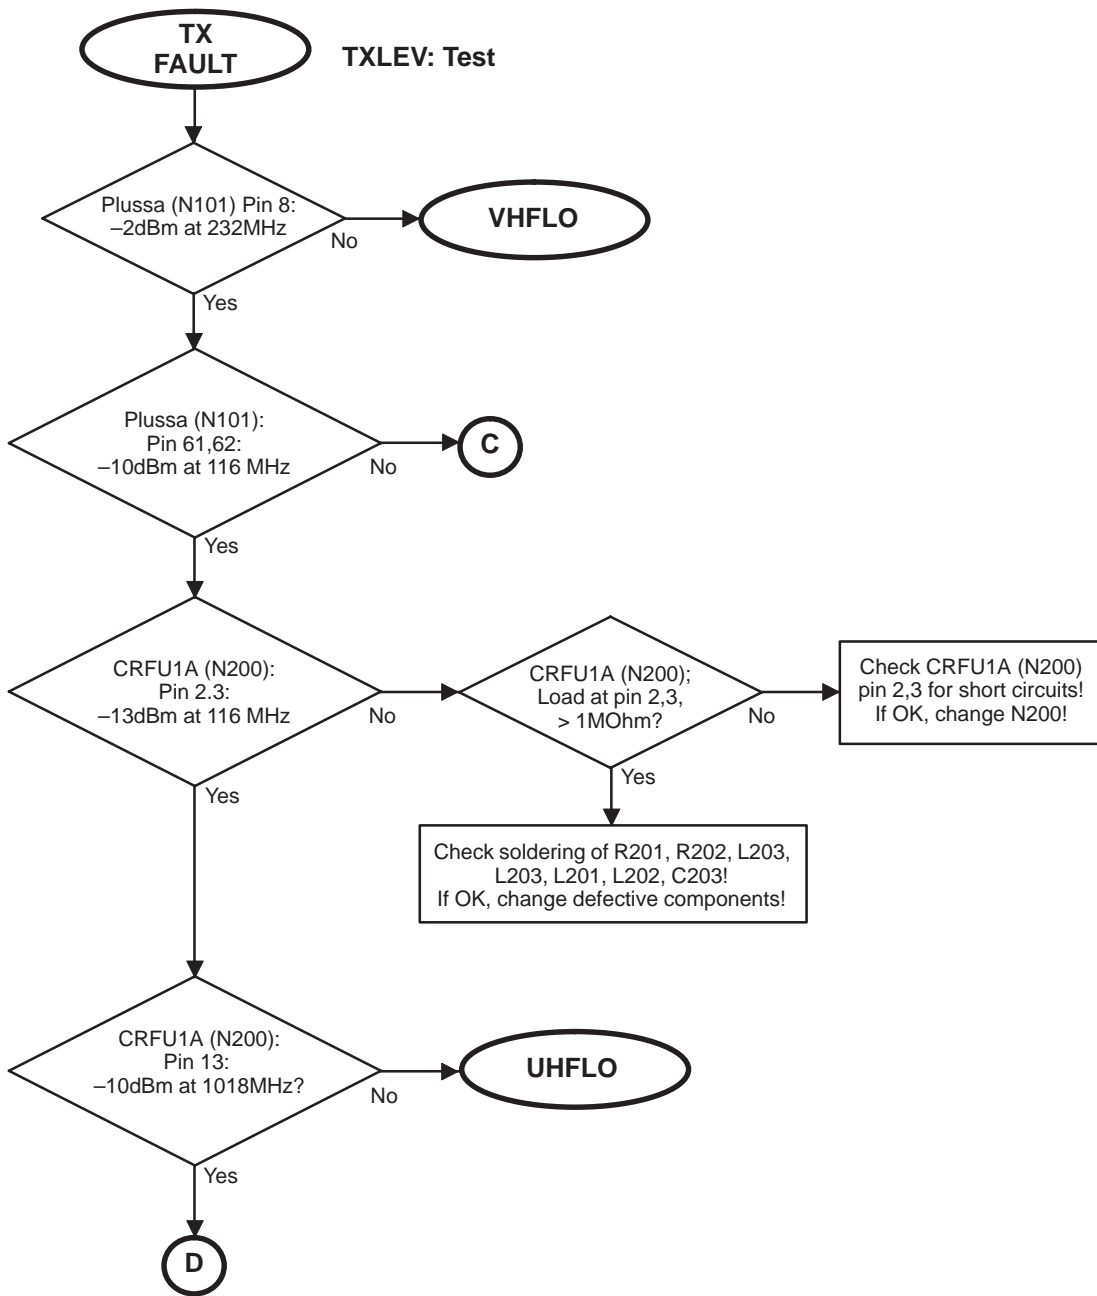 TX
FAULT
TXLEV: Test
Plussa (N101) Pin 8:
–2dBm at 232MHz
No
VHFLO
Yes
Plussa (N101):
Pin 61,62:
–10dBm at 116 MHz
No
C
Yes
CRFU1A (N200):
Pin 2.3:
–13dBm at 116 MHz
No
CRFU1A (N200);
Load at pin 2,3,
> 1MOhm?
No
Check CRFU1A (N200)
pin 2,3 for short circuits!
If OK, change N200!
Yes
Check soldering of R201, R202, L203,
L203, L201, L202, C203!
If OK, change defective components!
Yes
CRFU1A (N200):
Pin 13:
–10dBm at 1018MHz?
No
UHFLO
Yes
D